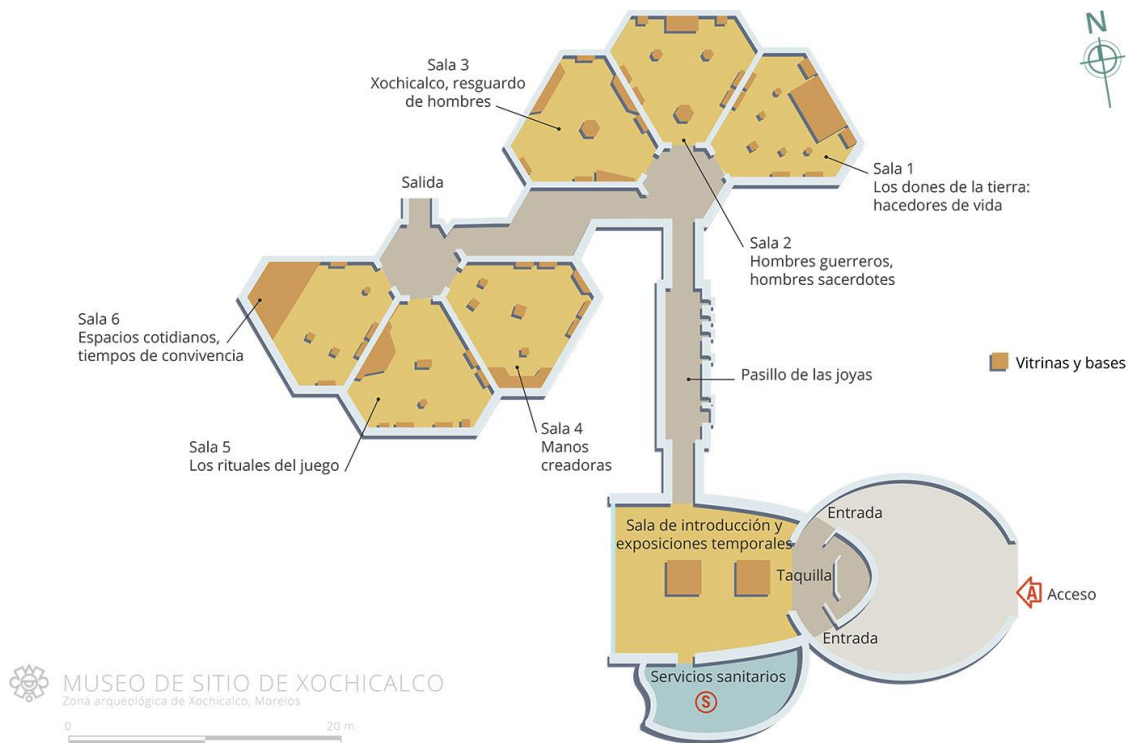 N
Sala 3
Xochicalco, resguardo
de hombres
Salida
Sala 1
Los dones de la tierra:
hacedores de vida
Sala 2
Hombres guerreros,
hombres sacerdotes
Sala 6
Espacios cotidianos,
tiempos de convivencia
Vitrinas y bases
Pasillo de las joyas
Sala 5
Los rituales del juego
Sala 4
Manos
creadoras
Entrada
Sala de introducción y
exposiciones temporales
Taquilla
A Acceso
Entrada
Servicios sanitarios
S
MUSEO DE SITIO DE XOCHICALCO
Zona arqueológica de Xochicalco, Morelos
0 20 m